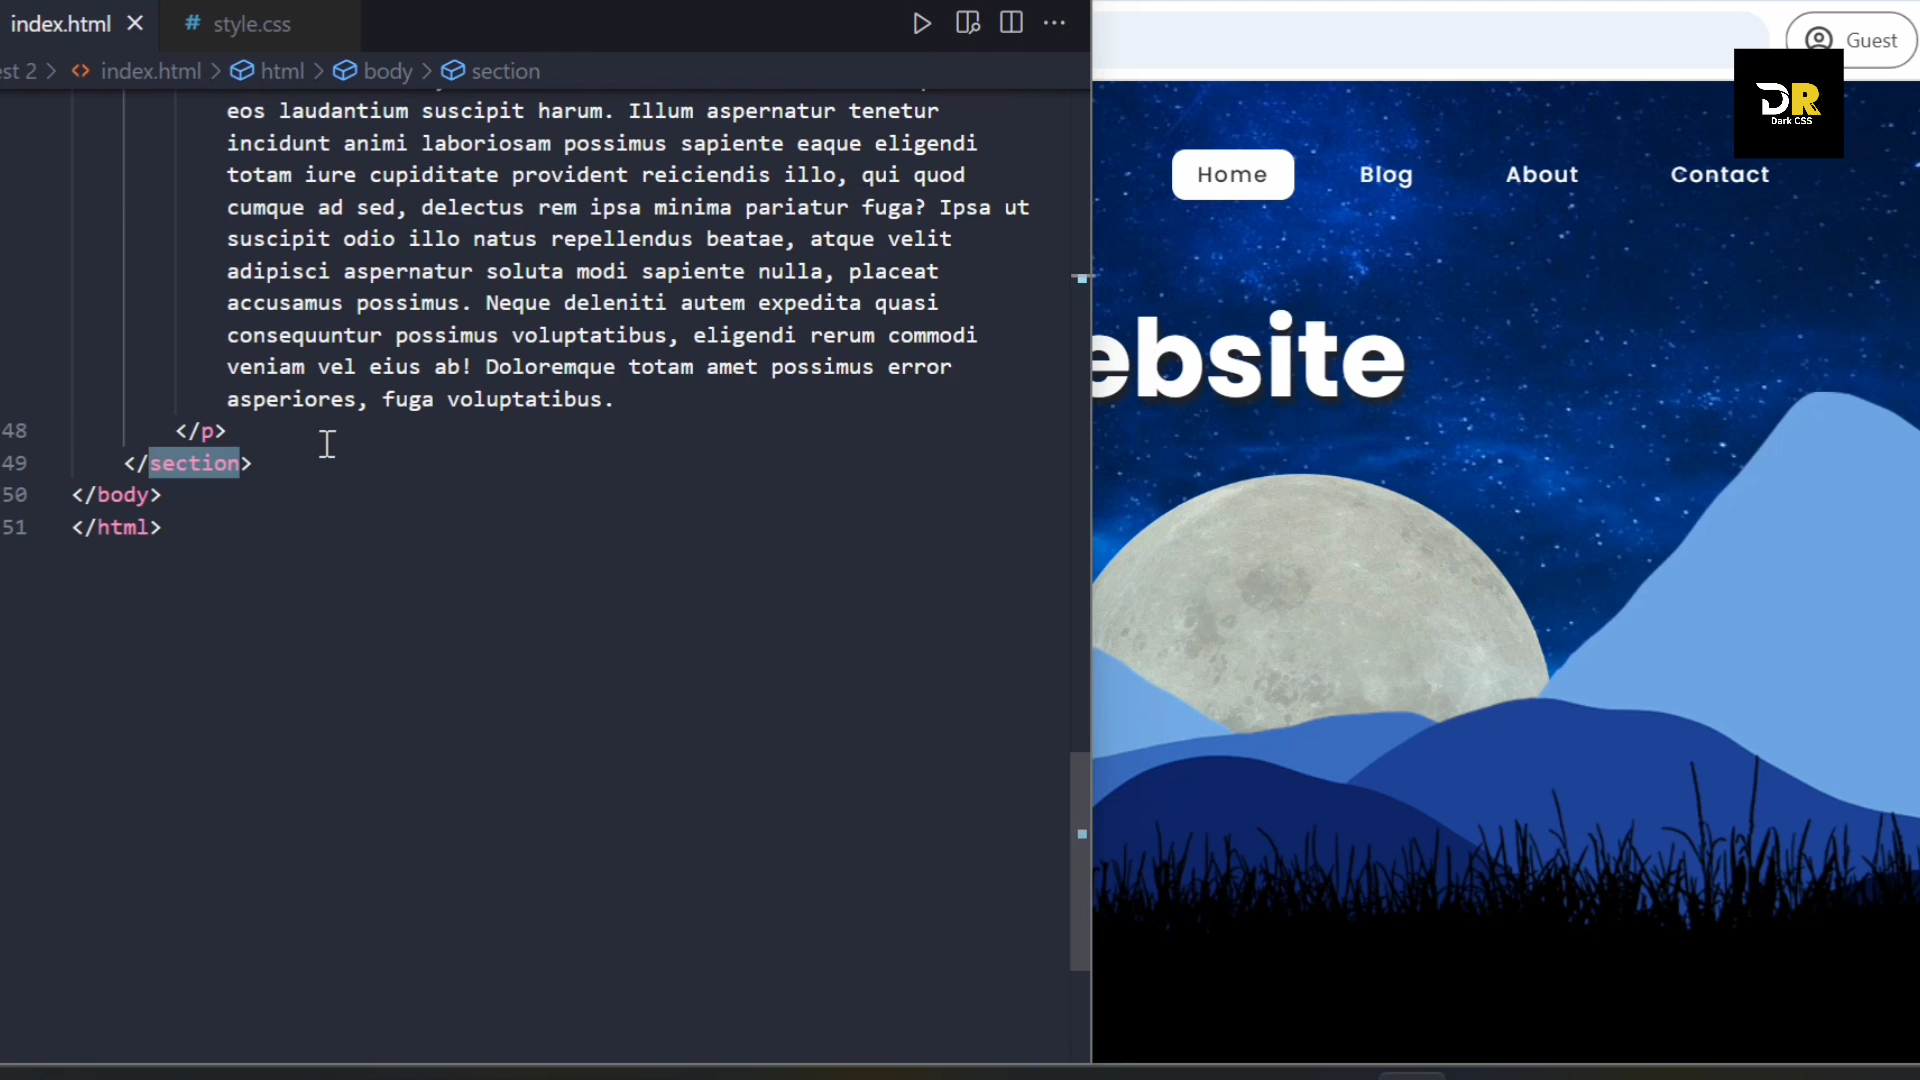 index.html
# style.css
est 2 > index.html > html > body > section
eos laudantium suscipit harum. Illum aspernatur tenetur
incidunt animi laboriosam possimus sapiente eaque eligendi
totam iure cupiditate provident reiciendis illo, qui quod
cumque ad sed, delectus rem ipsa minima pariatur fuga? Ipsa ut
suscipit odio illo natus repellendus beatae, atque velit
adipisci aspernatur soluta modi sapiente nulla, placeat
accusamus possimus. Neque deleniti autem expedita quasi
consequuntur possimus voluptatibus, eligendi rerum commodi
veniam vel eius ab! Doloremque totam amet possimus error
asperiores, fuga voluptatibus.
48 </p>
49 </section>
50 </body>
51 </html>
Guest
DR
Dark CSS
Home Blog About Contact
ebsite